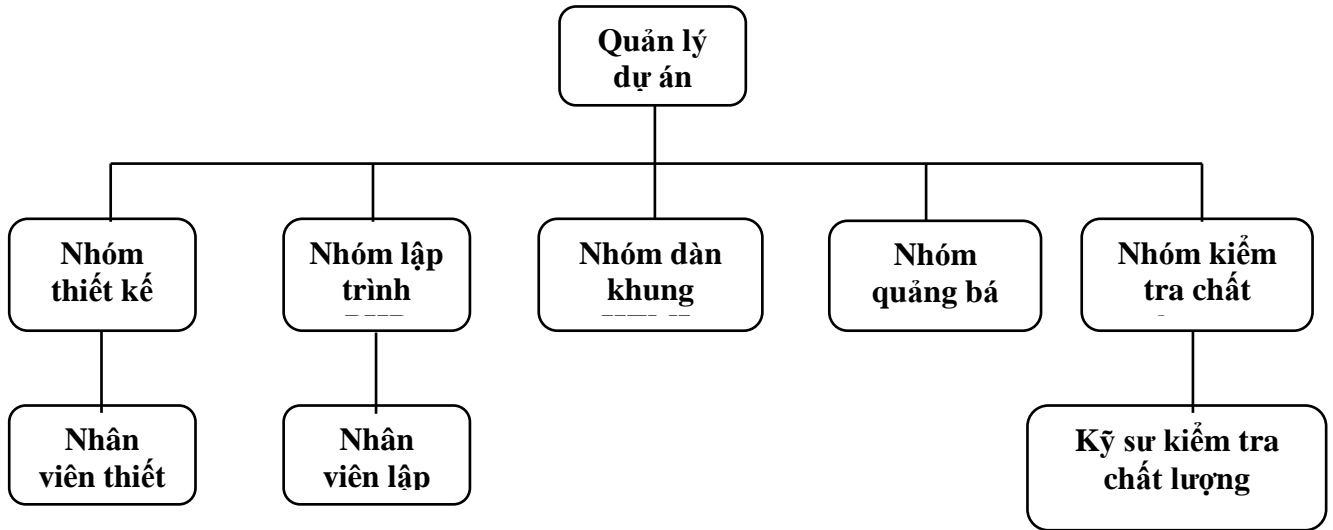 Quản lý
dự án
Nhóm
thiết kế
Nhóm lập
trình
Nhóm dàn
khung
Nhóm
quảng bá
Nhóm kiểm
tra chất
Nhân
viên thiết
Nhân
viên lập
Kỹ sư kiểm tra
chất lượng